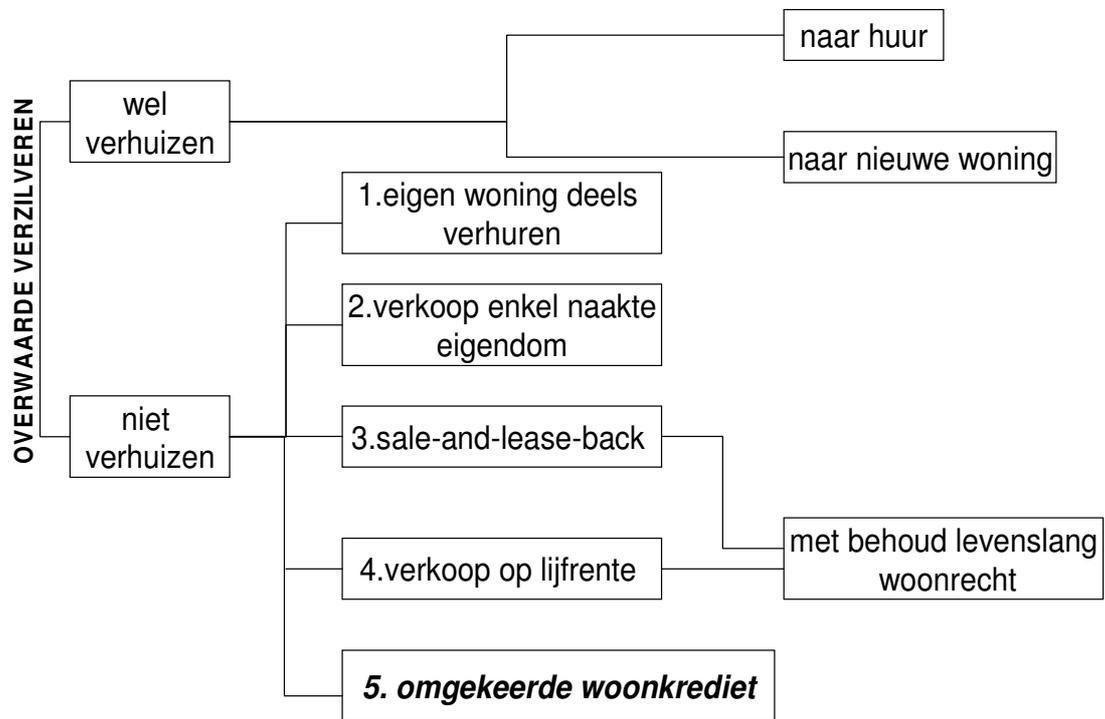 OVERWAARDE VERZILVEREN
wel
verhuizen
naar huur
naar nieuwe woning
niet
verhuizen
1.eigen woning deels
verhuren
2.verkoop enkel naakte
eigendom
3.sale-and-lease-back
4.verkoop op lijfrente
met behoud levenslang
woonrecht
5. omgekeerde woonkrediet